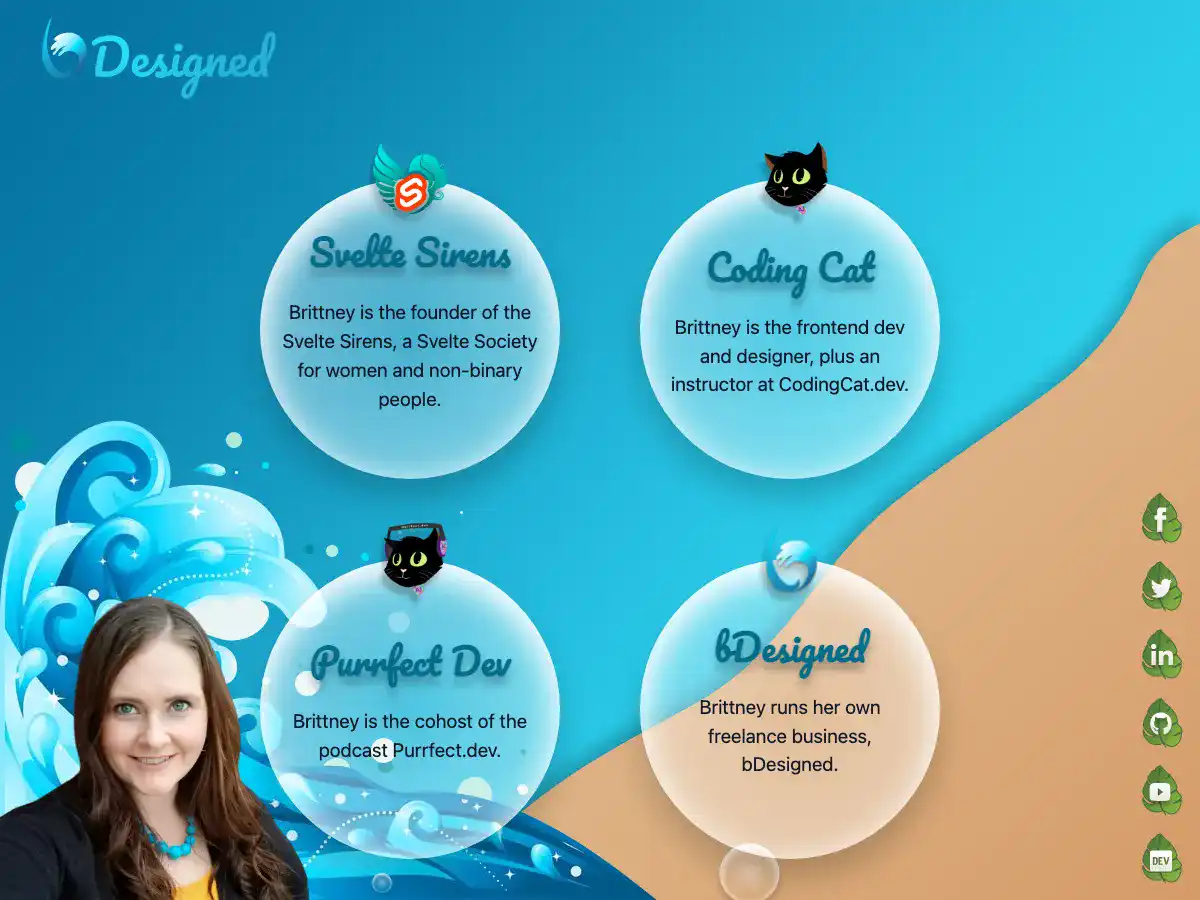 Designed
Svelte Sirens
Brittney is the founder of the
Svelte Sirens, a Svelte Society
for women and non-binary
people.
Coding Cat
Brittney is the frontend dev
and designer, plus an
instructor at CodingCat.dev.
Purrfect Dev
Brittney is the cohost of the
podcast Purrfect.dev.
bDesigned
Brittney runs her own
freelance business,
bDesigned.
f
in
DEV